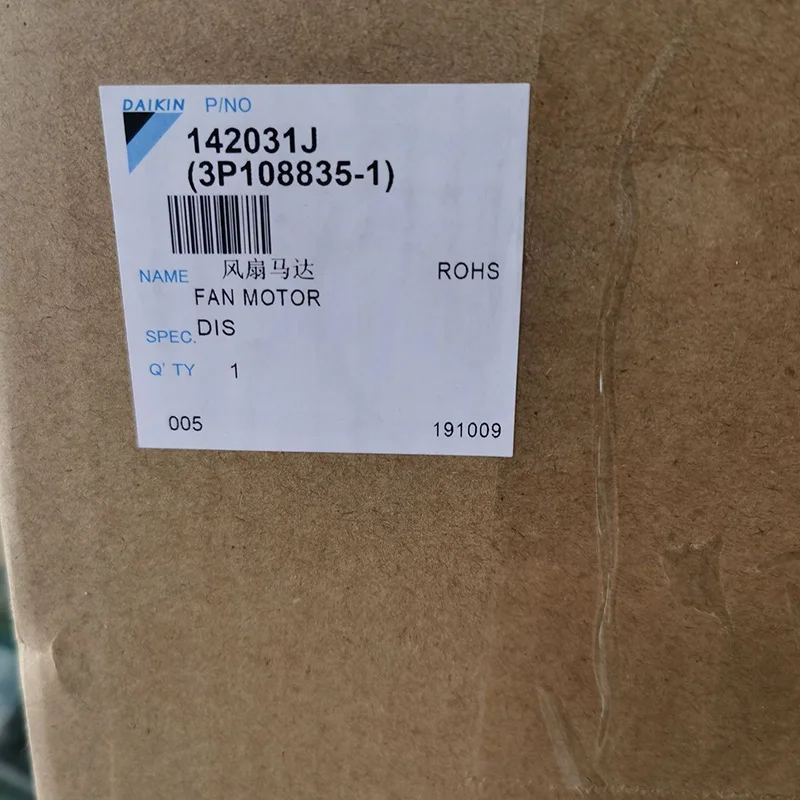 DAIKIN P/NO
142031J
(3P108835-1)
NAME 风扇马达 ROHS
FAN MOTOR
SPEC. DIS
Q' TY 1
005 191009